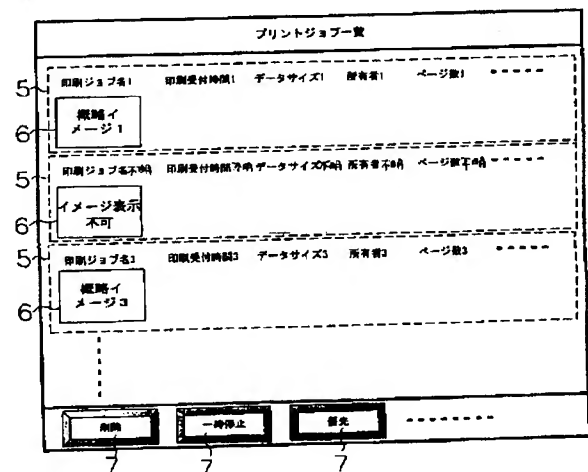 プリントジョブ一覧
5 印刷ジョブ名1 印刷受付時間1 データサイズ1 所有者1 ページ数1
6 概略イ
メージ1
5 印刷ジョブ名不明 印刷受付時間不明 データサイズ不明 所有者不明 ページ数不明
6 イメージ表示
不可
5 印刷ジョブ名3 印刷受付時間3 データサイズ3 所有者3 ページ数3
6 概略イ
メージ3
削除 一時停止 優先
7 7 7